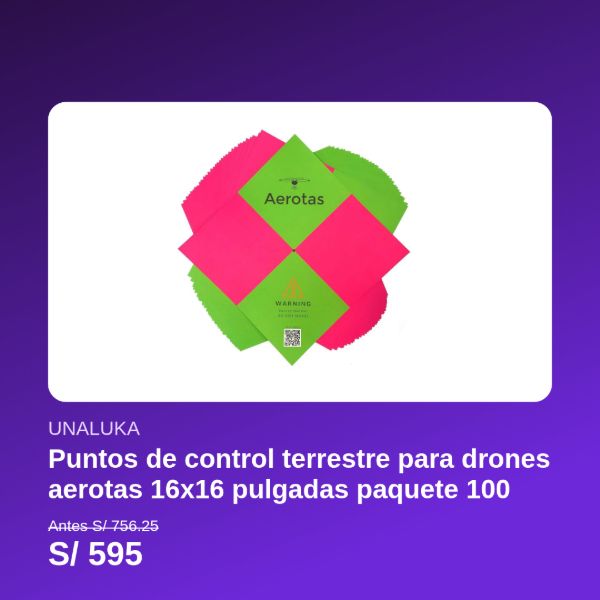 Aerotas
WARNING
UNALUKA
Puntos de control terrestre para drones
aerotas 16x16 pulgadas paquete 100
Antes S/ 756.25
S/ 595